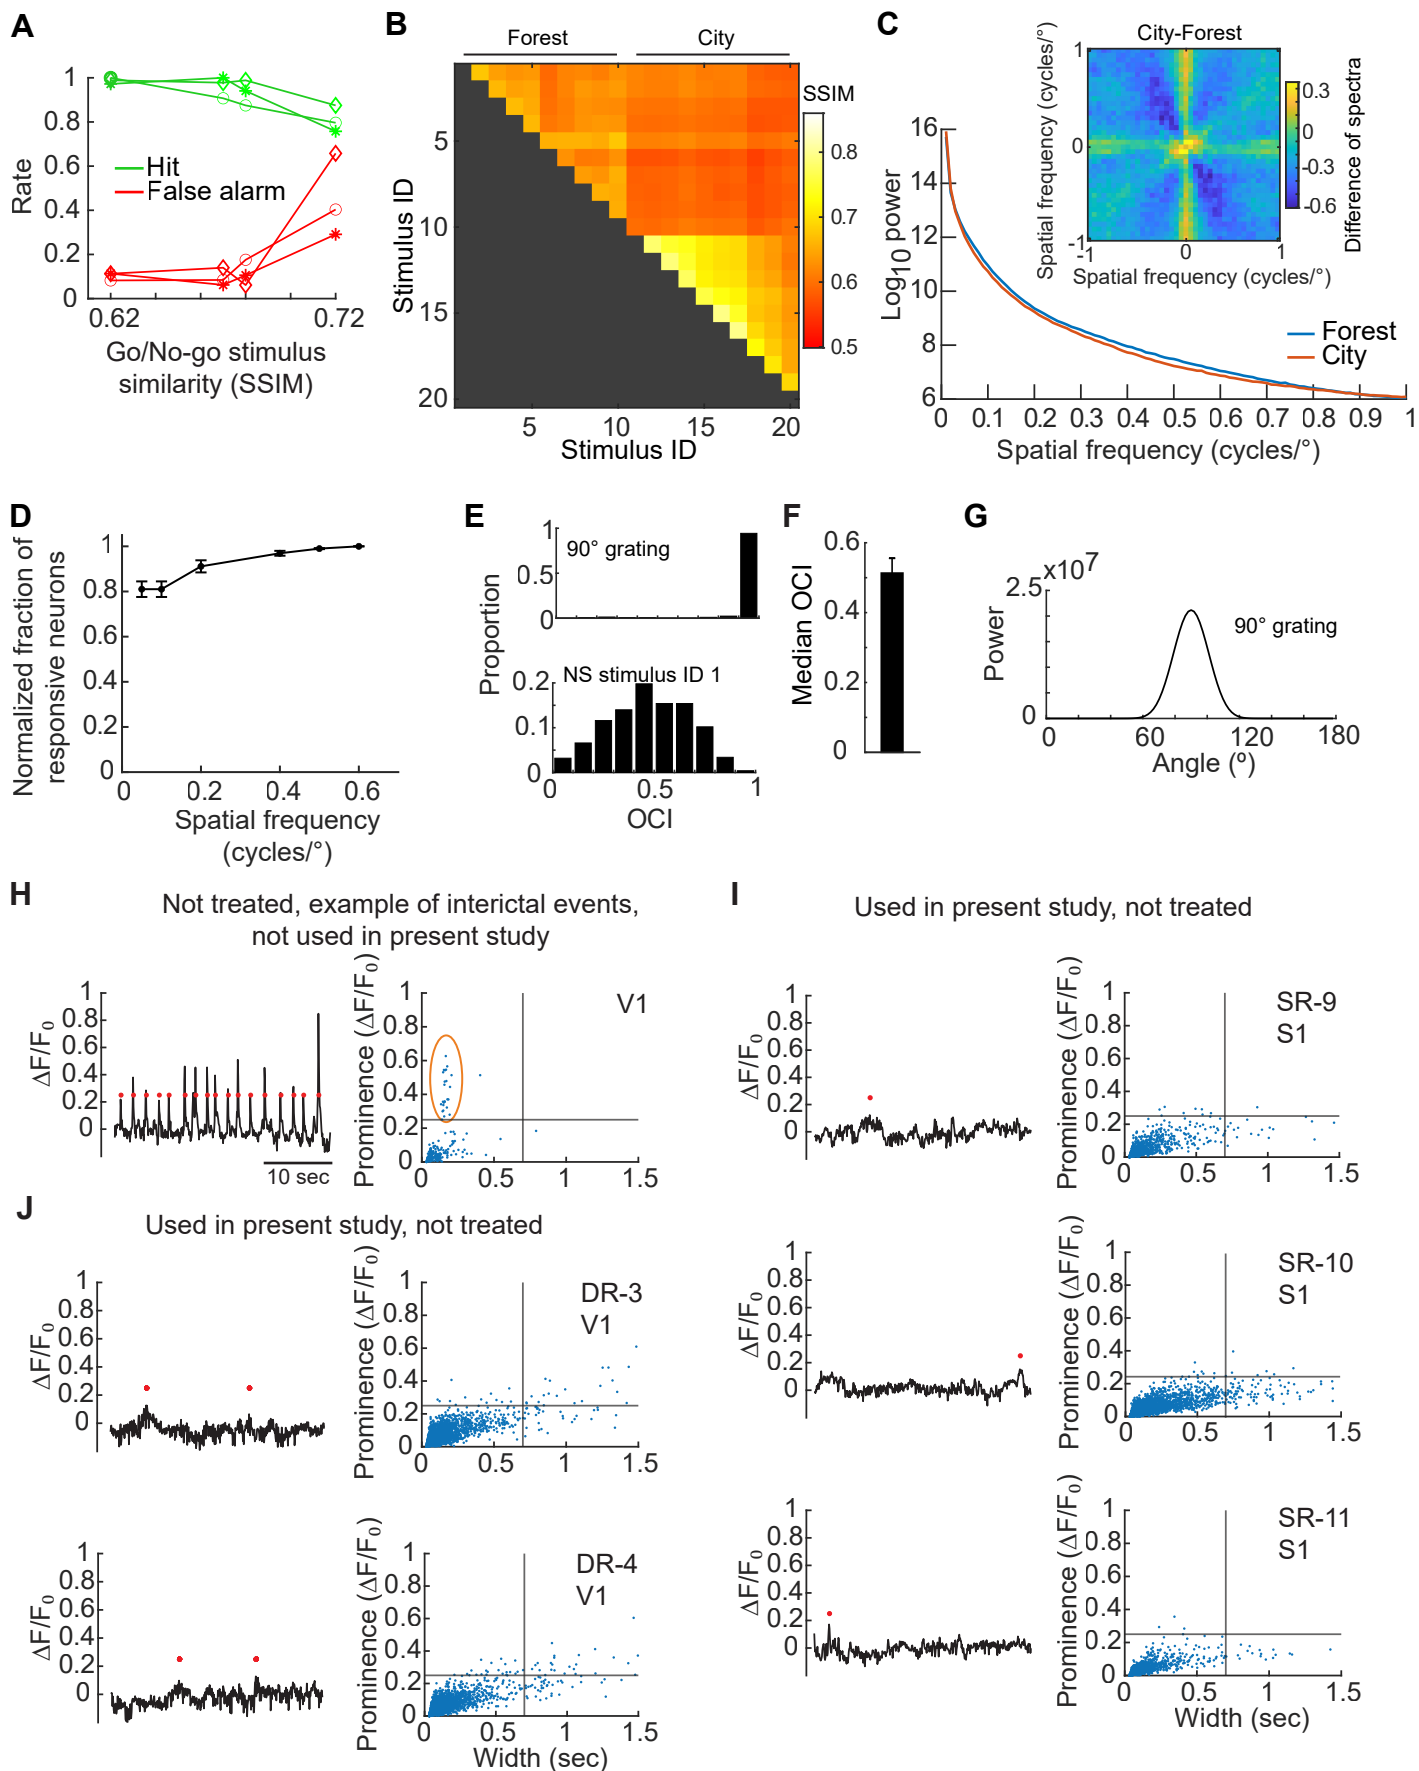 A
1
0.8
0.6
0.4
0.2
0
Rate
Hit
False alarm
0.62
0.72
Go/No-go stimulus
similarity (SSIM)
B
Forest
City
5
10
15
20
Stimulus ID
5
10
15
20
Stimulus ID
SSIM
0.8
0.7
0.6
0.5
C
City-Forest
1
0
-1
Spatial frequency (cycles/°)
-1
0
1
Spatial frequency (cycles/°)
0.3
0
-0.3
-0.6
Difference of spectra
16
14
12
10
8
6
Log10 power
Forest
City
0
0.1
0.2
0.3
0.4
0.5
0.6
0.7
0.8
0.9
1
Spatial frequency (cycles/°)
D
Normalized fraction of
responsive neurons
1
0.8
0.6
0.4
0.2
0
0
0.2
0.4
0.6
Spatial frequency
(cycles/°)
E
1
0.5
0
90° grating
Proportion
NS stimulus ID 1
0.2
0.1
0
0
0.5
1
OCI
F
0.6
0.4
0.2
0
Median OCI
G
x10⁷
2.5
0
Power
90° grating
0
60
120
180
Angle (º)
H
Not treated, example of interictal events,
not used in present study
1
0.8
0.6
0.4
0.2
0
ΔF/F₀
10 sec
Prominence (ΔF/F₀)
1
0.8
0.6
0.4
0.2
0
V1
0
0.5
1
1.5
I
Used in present study, not treated
1
0.8
0.6
0.4
0.2
0
ΔF/F₀
Prominence (ΔF/F₀)
1
0.8
0.6
0.4
0.2
0
SR-9
S1
0
0.5
1
1.5
1
0.8
0.6
0.4
0.2
0
ΔF/F₀
Prominence (ΔF/F₀)
1
0.8
0.6
0.4
0.2
0
SR-10
S1
0
0.5
1
1.5
1
0.8
0.6
0.4
0.2
0
ΔF/F₀
Prominence (ΔF/F₀)
1
0.8
0.6
0.4
0.2
0
SR-11
S1
0
0.5
1
1.5
Width (sec)
J
Used in present study, not treated
1
0.8
0.6
0.4
0.2
0
ΔF/F₀
Prominence (ΔF/F₀)
1
0.8
0.6
0.4
0.2
0
DR-3
V1
0
0.5
1
1.5
1
0.8
0.6
0.4
0.2
0
ΔF/F₀
Prominence (ΔF/F₀)
1
0.8
0.6
0.4
0.2
0
DR-4
V1
0
0.5
1
1.5
Width (sec)